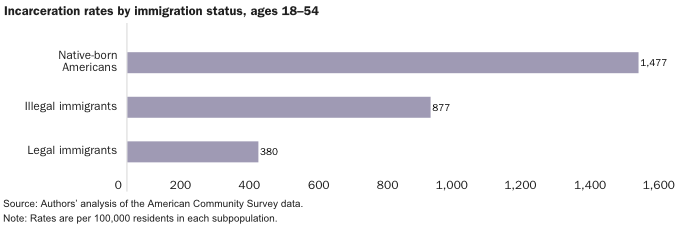 Incarceration rates by immigration status, ages 18–54
Native-born
Americans
1,477
Illegal immigrants
877
Legal immigrants
380
0 200 400 600 800 1,000 1,200 1,400 1,600
Source: Authors’ analysis of the American Community Survey data.
Note: Rates are per 100,000 residents in each subpopulation.